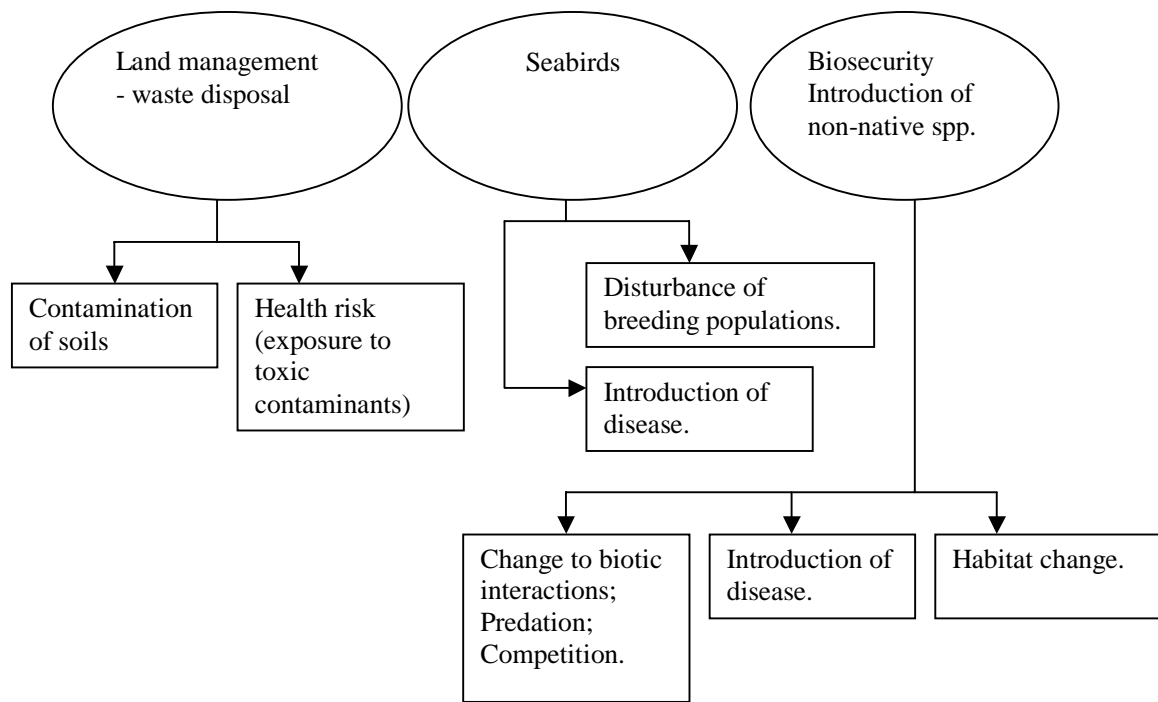 Land management
- waste disposal
Seabirds
Biosecurity
Introduction of
non-native spp.
Contamination
of soils
Health risk
(exposure to
toxic
contaminants)
Disturbance of
breeding populations.
Introduction of
disease.
Change to biotic
interactions;
Predation;
Competition.
Introduction of
disease.
Habitat change.